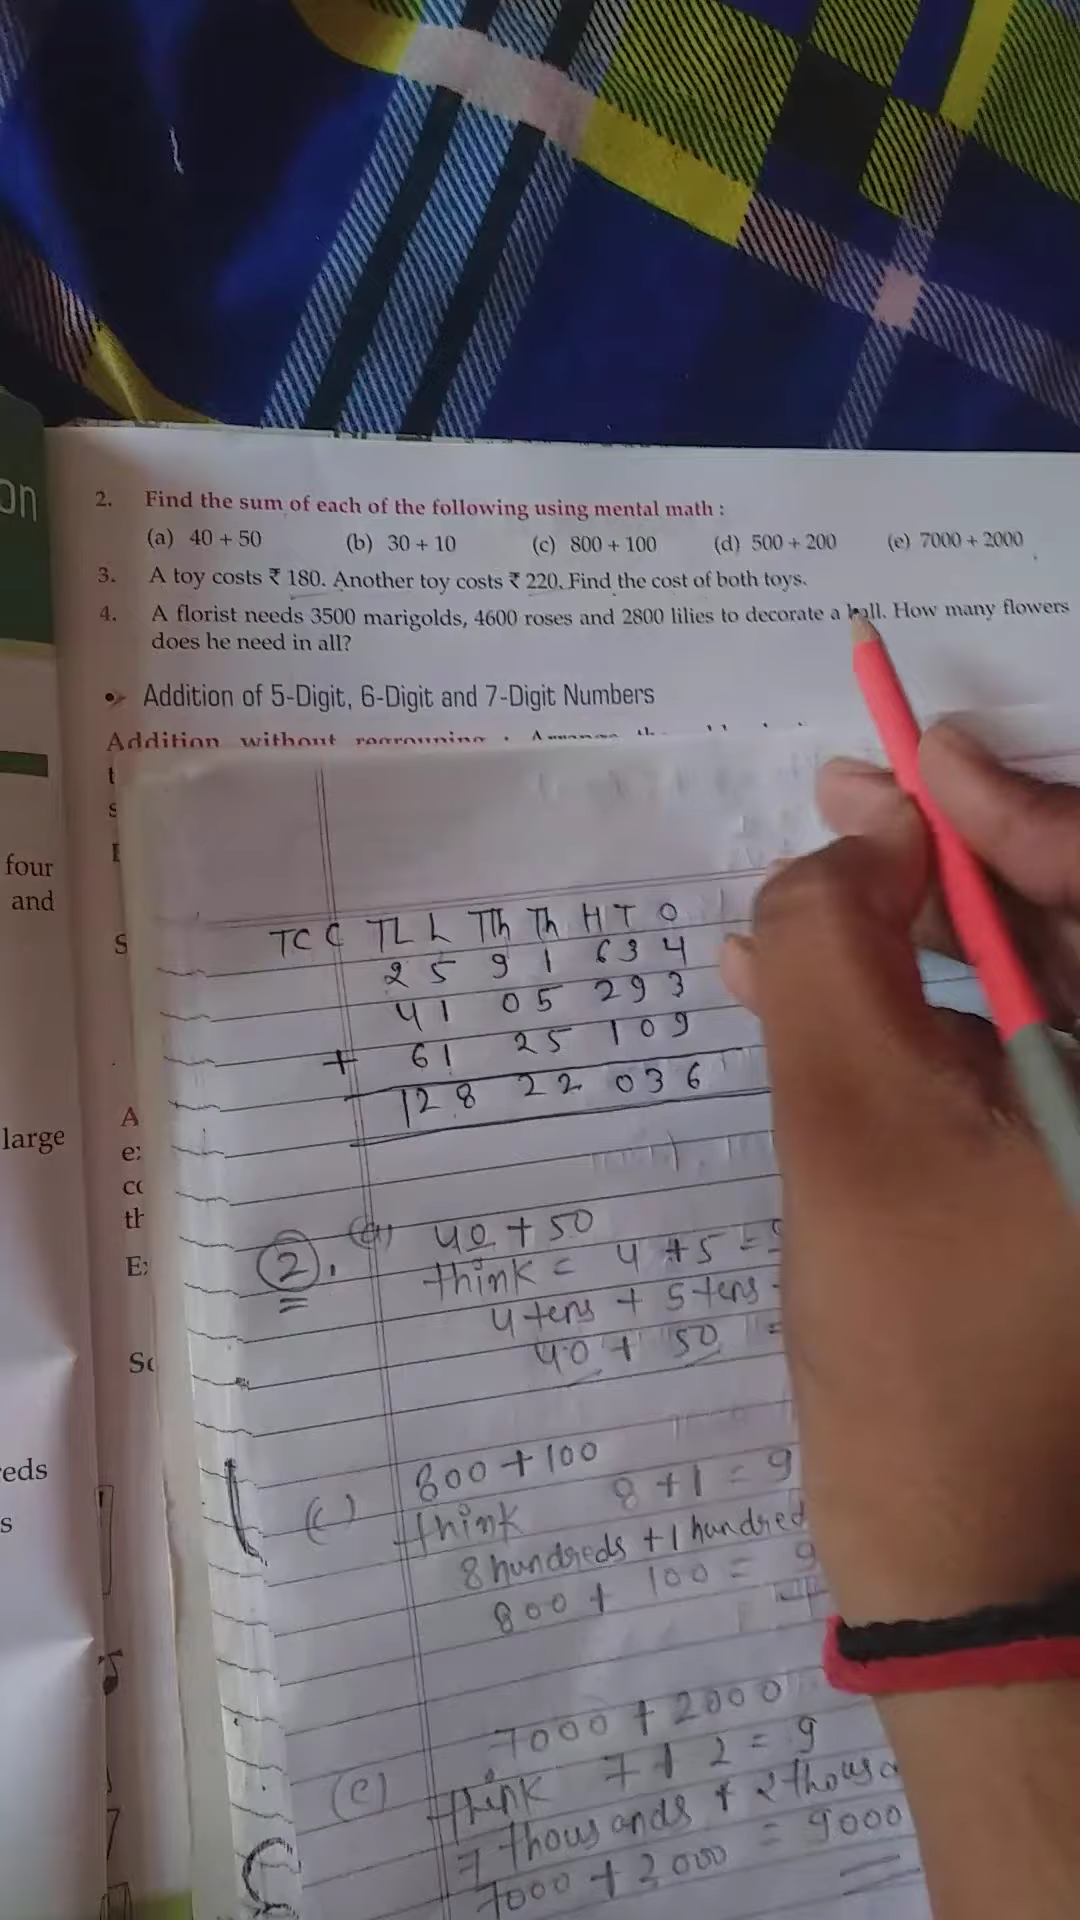 on
2. Find the sum of each of the following using mental math :
(a) 40 + 50 (b) 30 + 10 (c) 800 + 100 (d) 500 + 200 (e) 7000 + 2000
3. A toy costs ₹ 180. Another toy costs ₹ 220. Find the cost of both toys.
4. A florist needs 3500 marigolds, 4600 roses and 2800 lilies to decorate a hall. How many flowers
does he need in all?
Addition of 5-Digit, 6-Digit and 7-Digit Numbers
Addition without regrouping :
four
and
large
TC C TL L TTh Th H T O
2 5 9 1 6 3 4
4 1 0 5 2 9 3
+ 6 1 2 5 1 0 9
1 2 8 2 2 0 3 6
2. (a) 40 + 50
think = 4 + 5 = 9
4 tens + 5 tens
40 + 50 =
(c) 800 + 100
think 8 + 1 = 9
8 hundreds + 1 hundred
800 + 100 = 9
(e) 7000 + 2000
think 7 + 2 = 9
7 thousands + 2 thous
7000 + 2000 = 9000